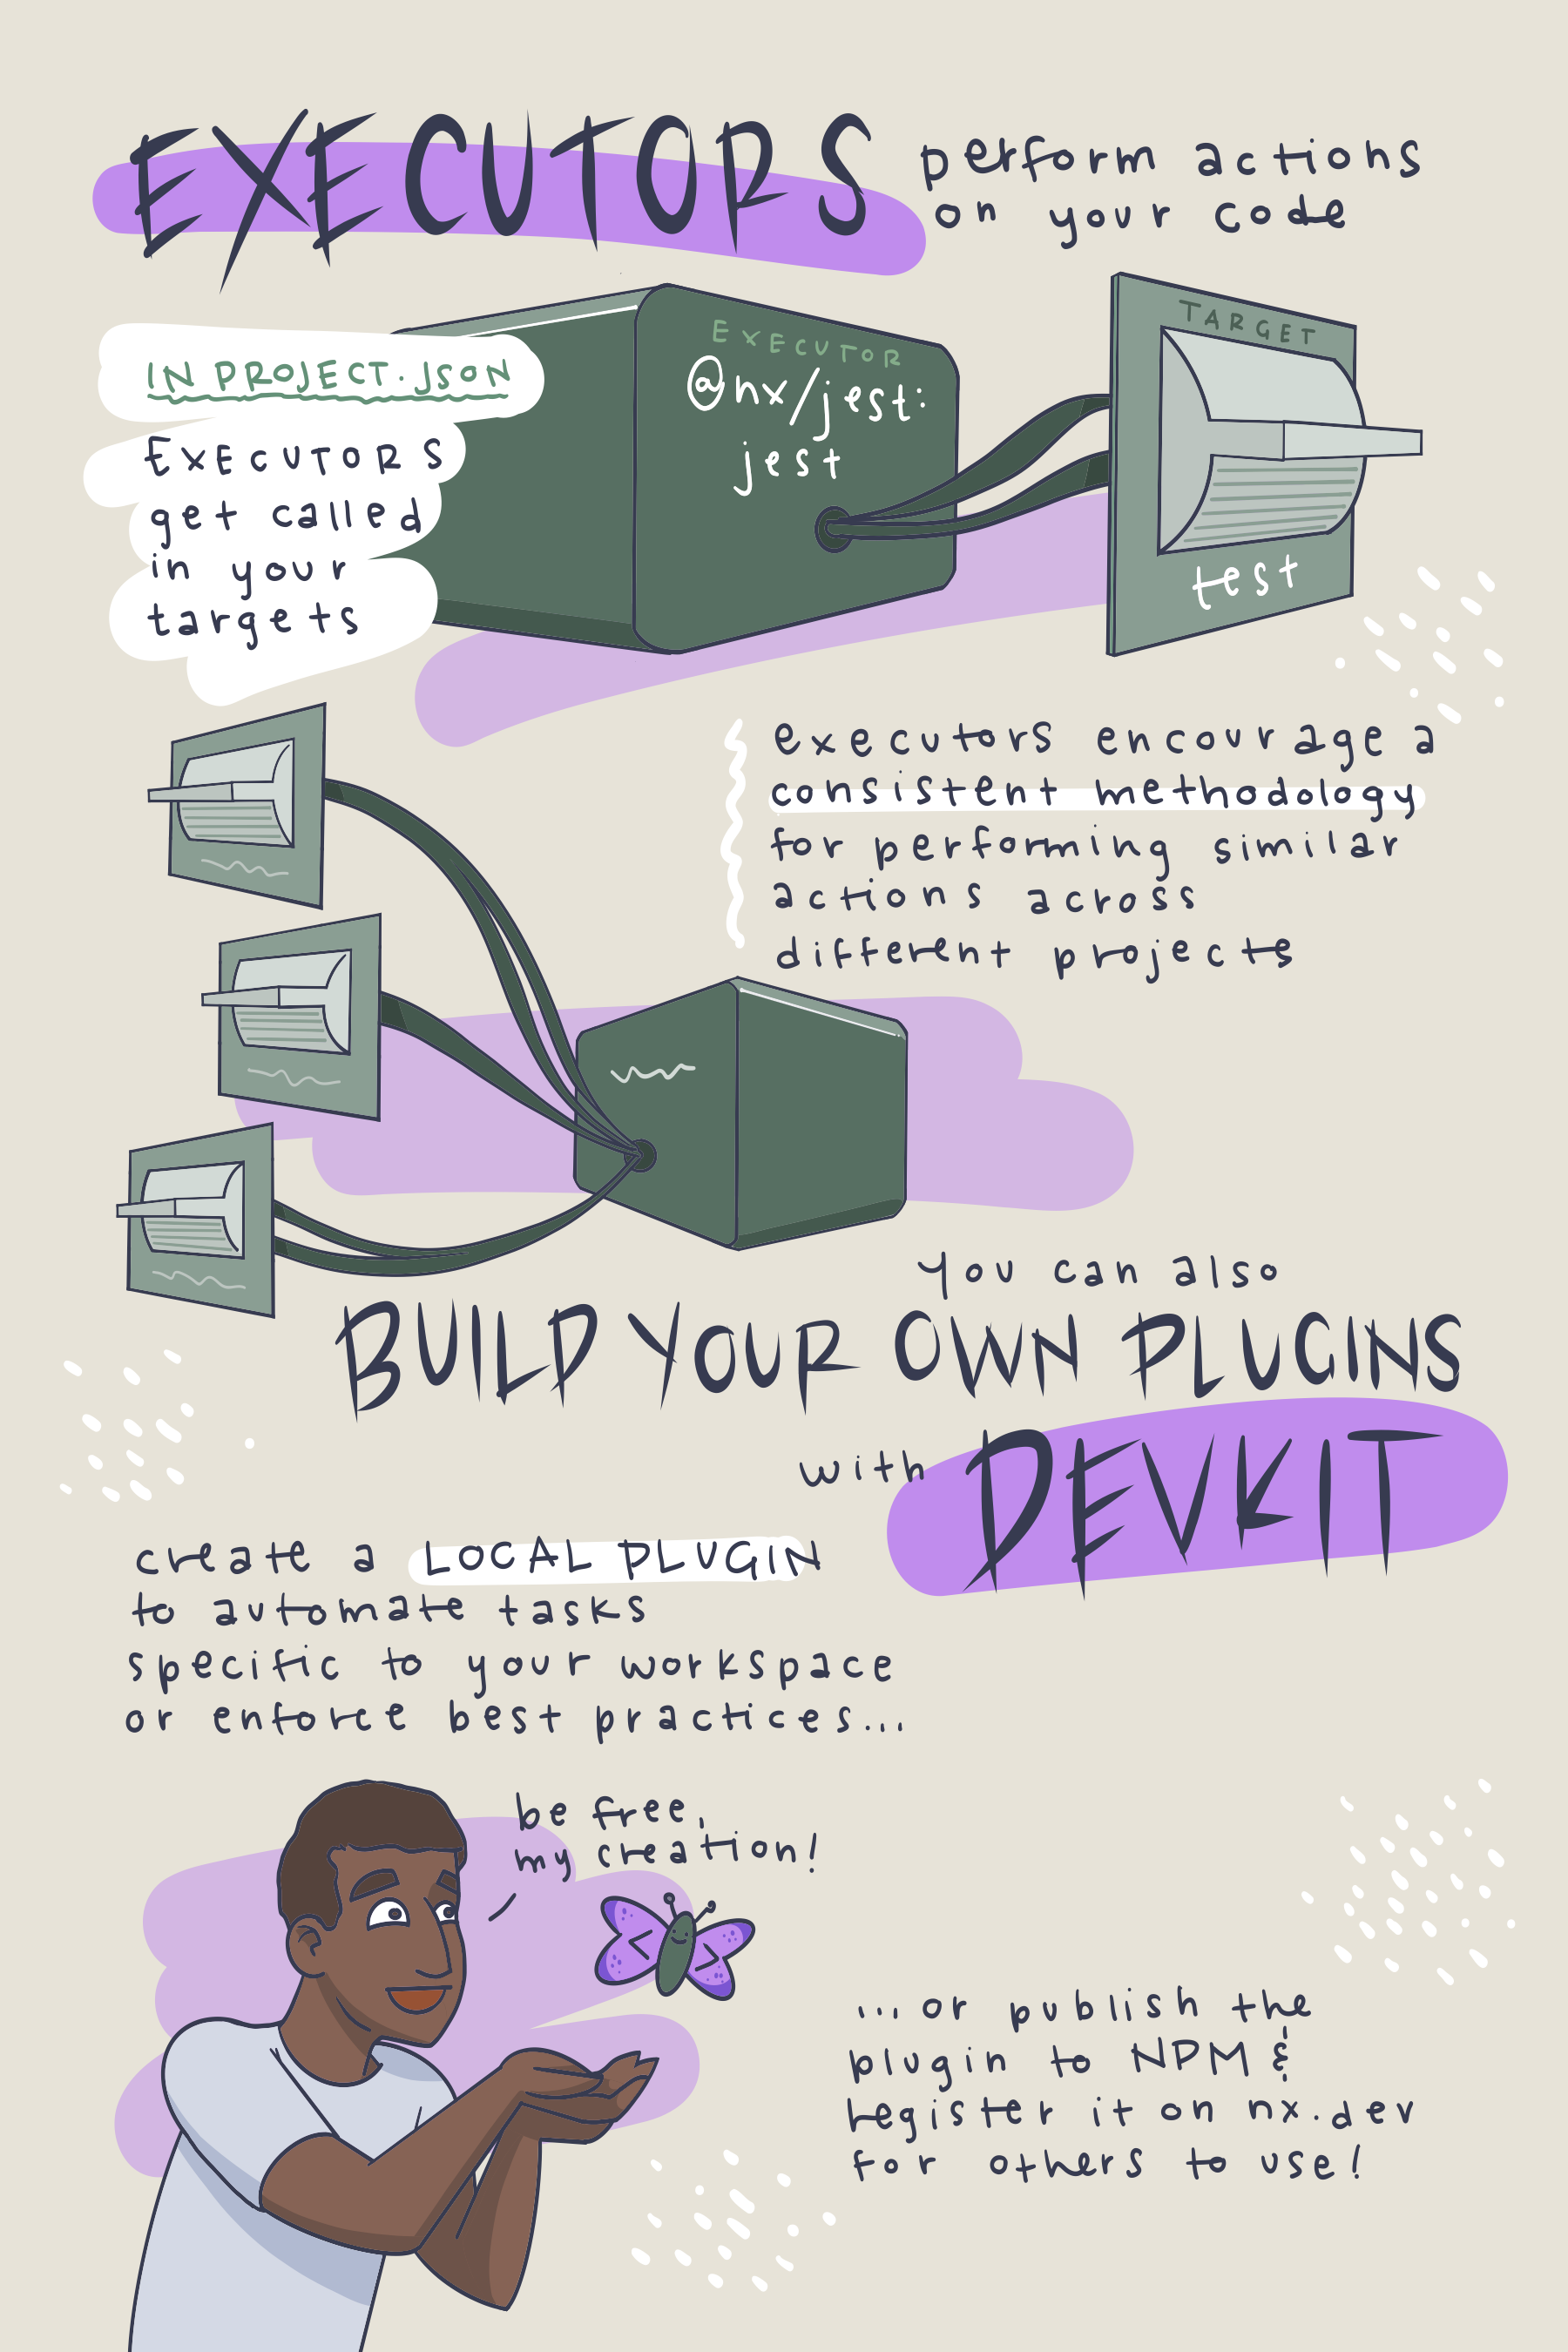 EXECUTORS perform actions
on your code
IN PROJECT.JSON
EXECUTORS
get called
in your
targets
EXECUTOR
@nx/jest:
jest
TARGET
test
executors encourage a
consistent methodology
for performing similar
actions across
different projects
you can also
BUILD YOUR OWN PLUGINS
with DEVKIT
create a LOCAL PLUGIN
to automate tasks
specific to your workspace
or enforce best practices...
be free,
my creation!
< >
...or publish the
plugin to NPM &
register it on nx.dev
for others to use!